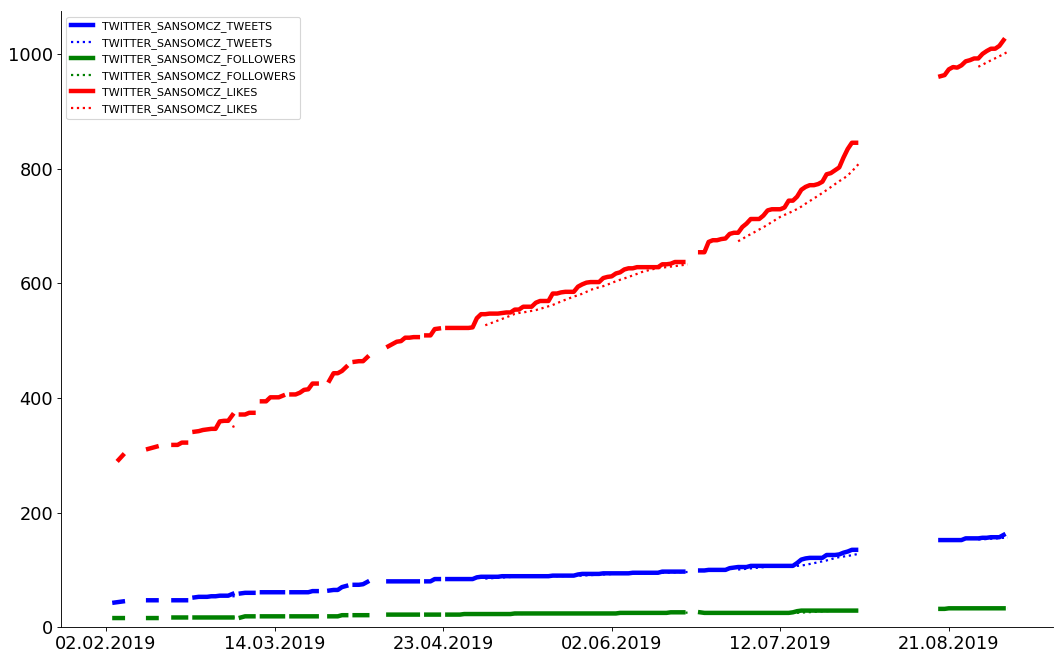 TWITTER_SANSOMCZ_TWEETS
TWITTER_SANSOMCZ_TWEETS
TWITTER_SANSOMCZ_FOLLOWERS
TWITTER_SANSOMCZ_FOLLOWERS
TWITTER_SANSOMCZ_LIKES
TWITTER_SANSOMCZ_LIKES
1000
800
600
400
200
0
02.02.2019 14.03.2019 23.04.2019 02.06.2019 12.07.2019 21.08.2019